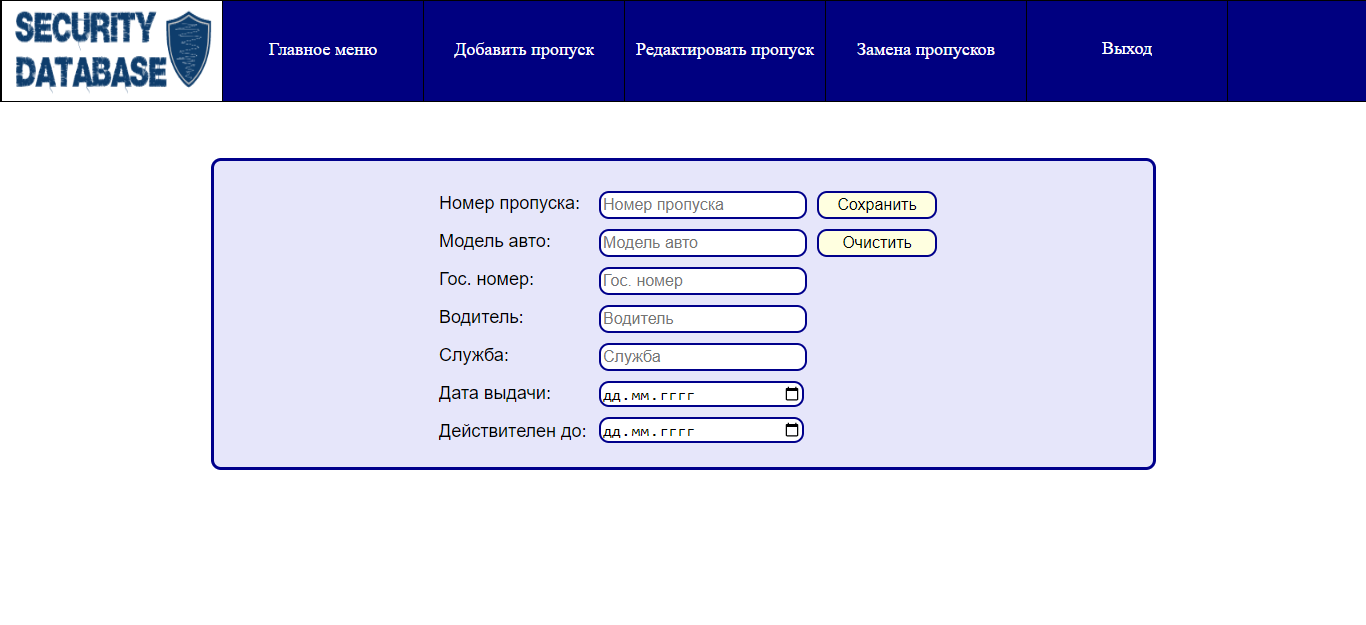 SECURITY
DATABASE
Главное меню
Добавить пропуск
Редактировать пропуск
Замена пропусков
Выход
Номер пропуска: Номер пропуска Сохранить
Модель авто: Модель авто Очистить
Гос. номер: Гос. номер
Водитель: Водитель
Служба: Служба
Дата выдачи: дд.мм.гггг
Действителен до: дд.мм.гггг